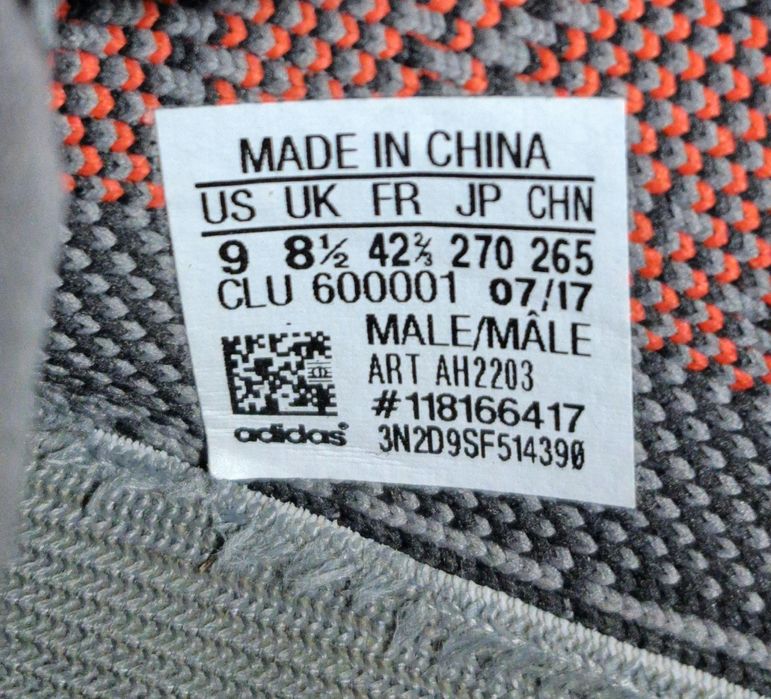 MADE IN CHINA
US UK FR JP CHN
9 8½ 42⅔ 270 265
CLU 600001 07/17
MALE/MÂLE
ART AH2203
#118166417
adidas®
3N2D9SF514390